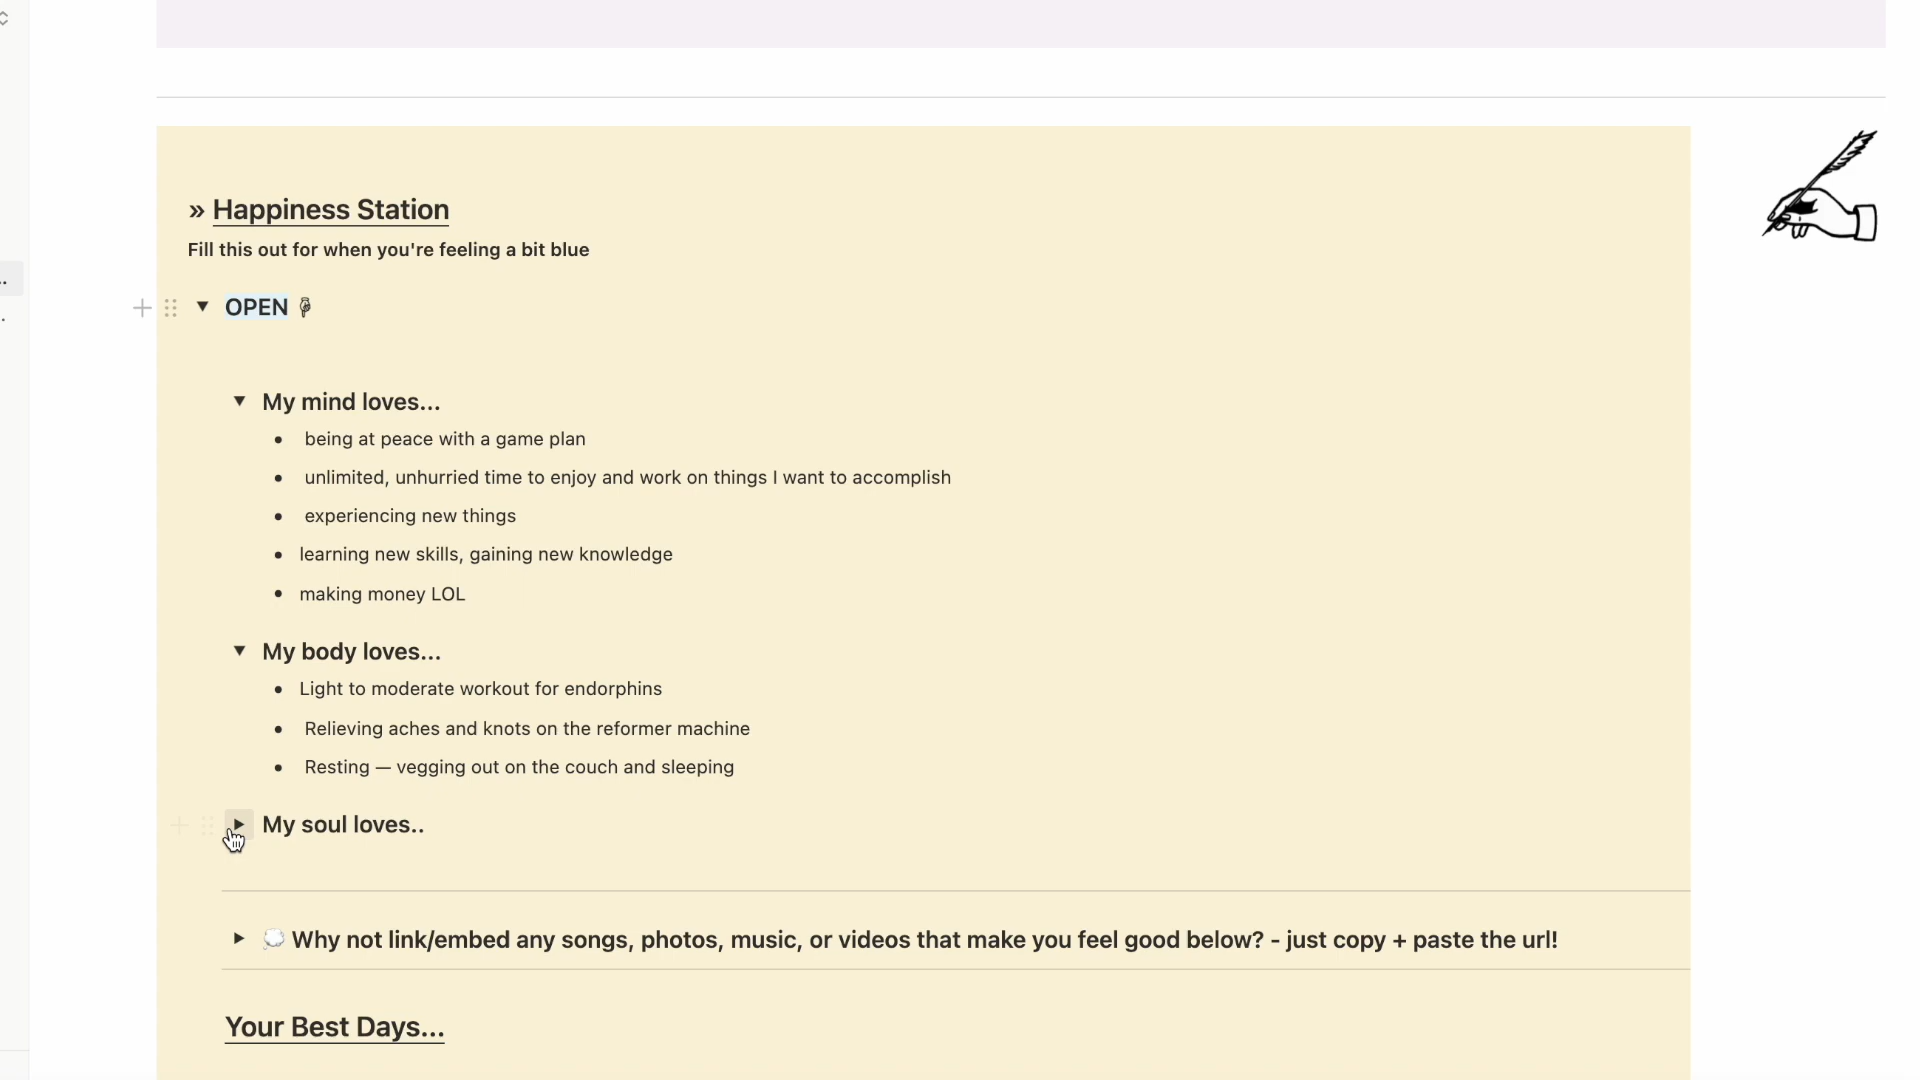 » Happiness Station
Fill this out for when you're feeling a bit blue
OPEN
My mind loves...
being at peace with a game plan
unlimited, unhurried time to enjoy and work on things I want to accomplish
experiencing new things
learning new skills, gaining new knowledge
making money LOL
My body loves...
Light to moderate workout for endorphins
Relieving aches and knots on the reformer machine
Resting — vegging out on the couch and sleeping
My soul loves..
Why not link/embed any songs, photos, music, or videos that make you feel good below? - just copy + paste the url!
Your Best Days...